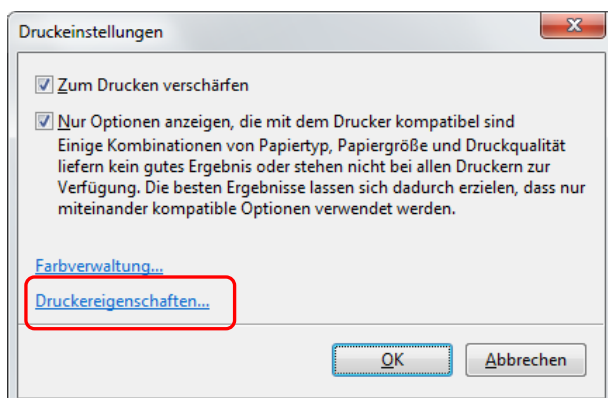 Druckeinstellungen
Zum Drucken verschärfen
Nur Optionen anzeigen, die mit dem Drucker kompatibel sind
Einige Kombinationen von Papiertyp, Papiergröße und Druckqualität
liefern kein gutes Ergebnis oder stehen nicht bei allen Druckern zur
Verfügung. Die besten Ergebnisse lassen sich dadurch erzielen, dass nur
miteinander kompatible Optionen verwendet werden.
Farbverwaltung...
Druckereigenschaften...
OK Abbrechen